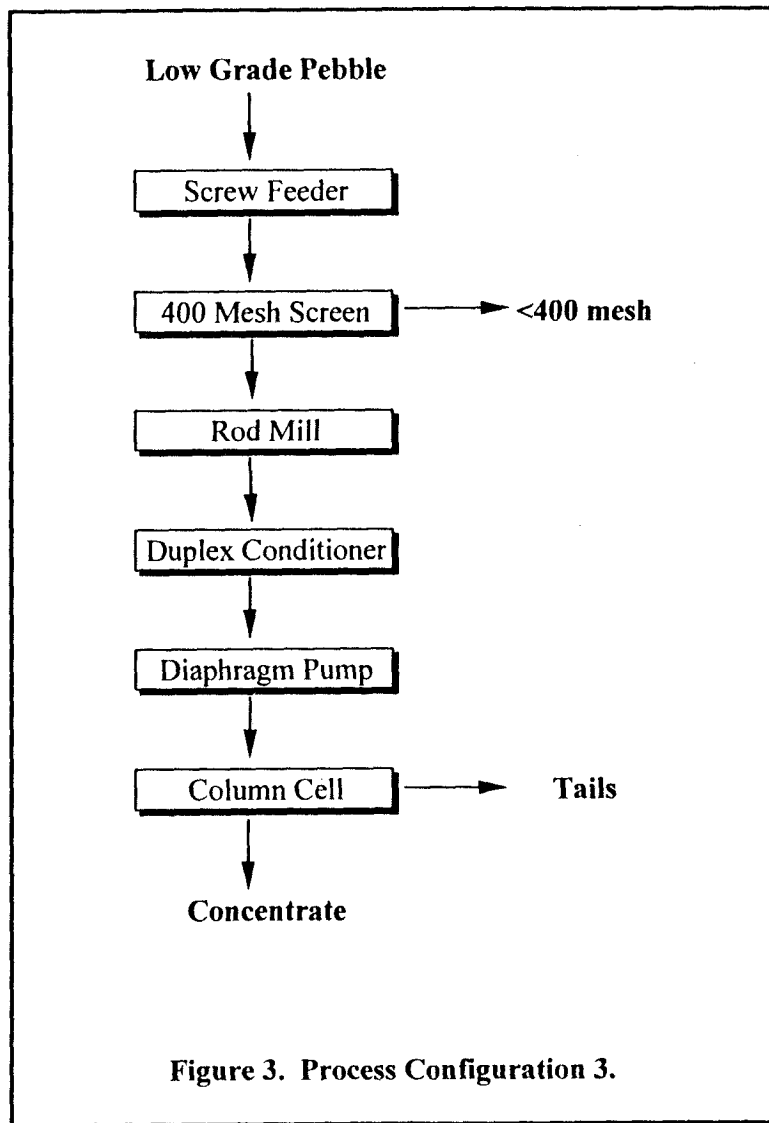 Low Grade Pebble
Screw Feeder
400 Mesh Screen
<400 mesh
Rod Mill
Duplex Conditioner
Diaphragm Pump
Column Cell
Tails
Concentrate
Figure 3. Process Configuration 3.